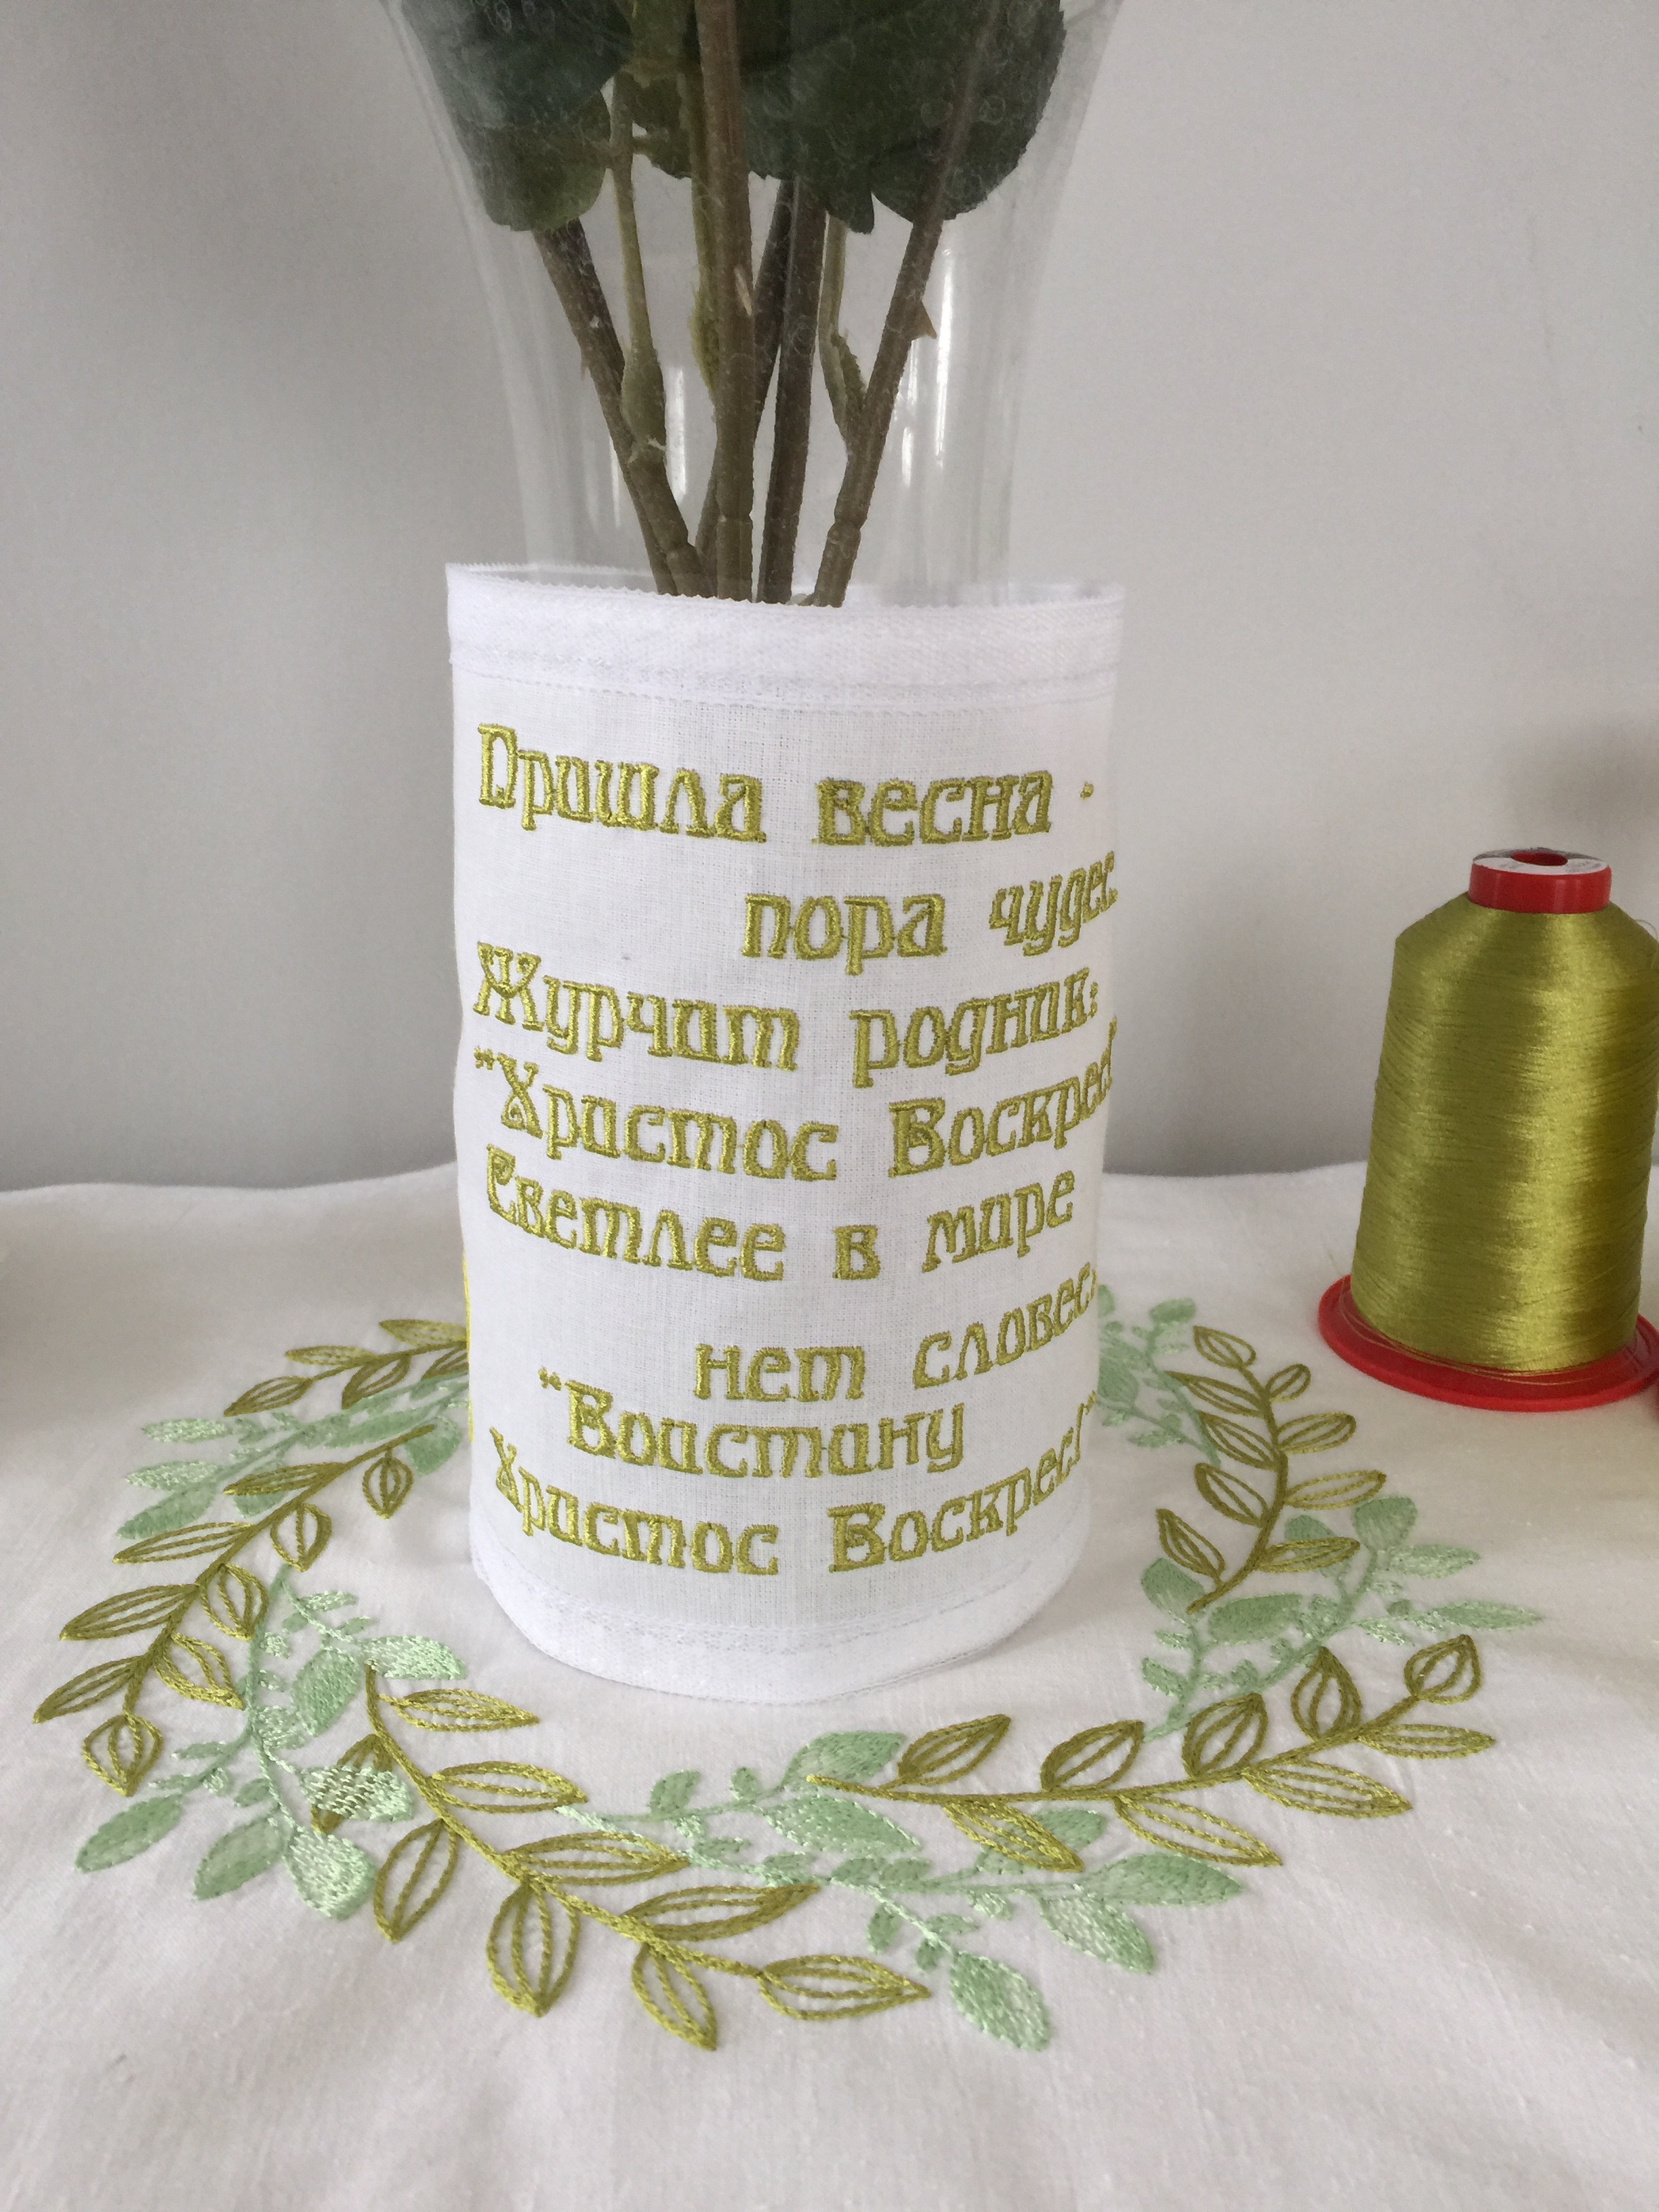 Пришла весна -
пора чудес.
Журчит родник:
"Христос Воскрес!"
Светлее в мире
нет словес:
"Воистину
Христос Воскрес!"